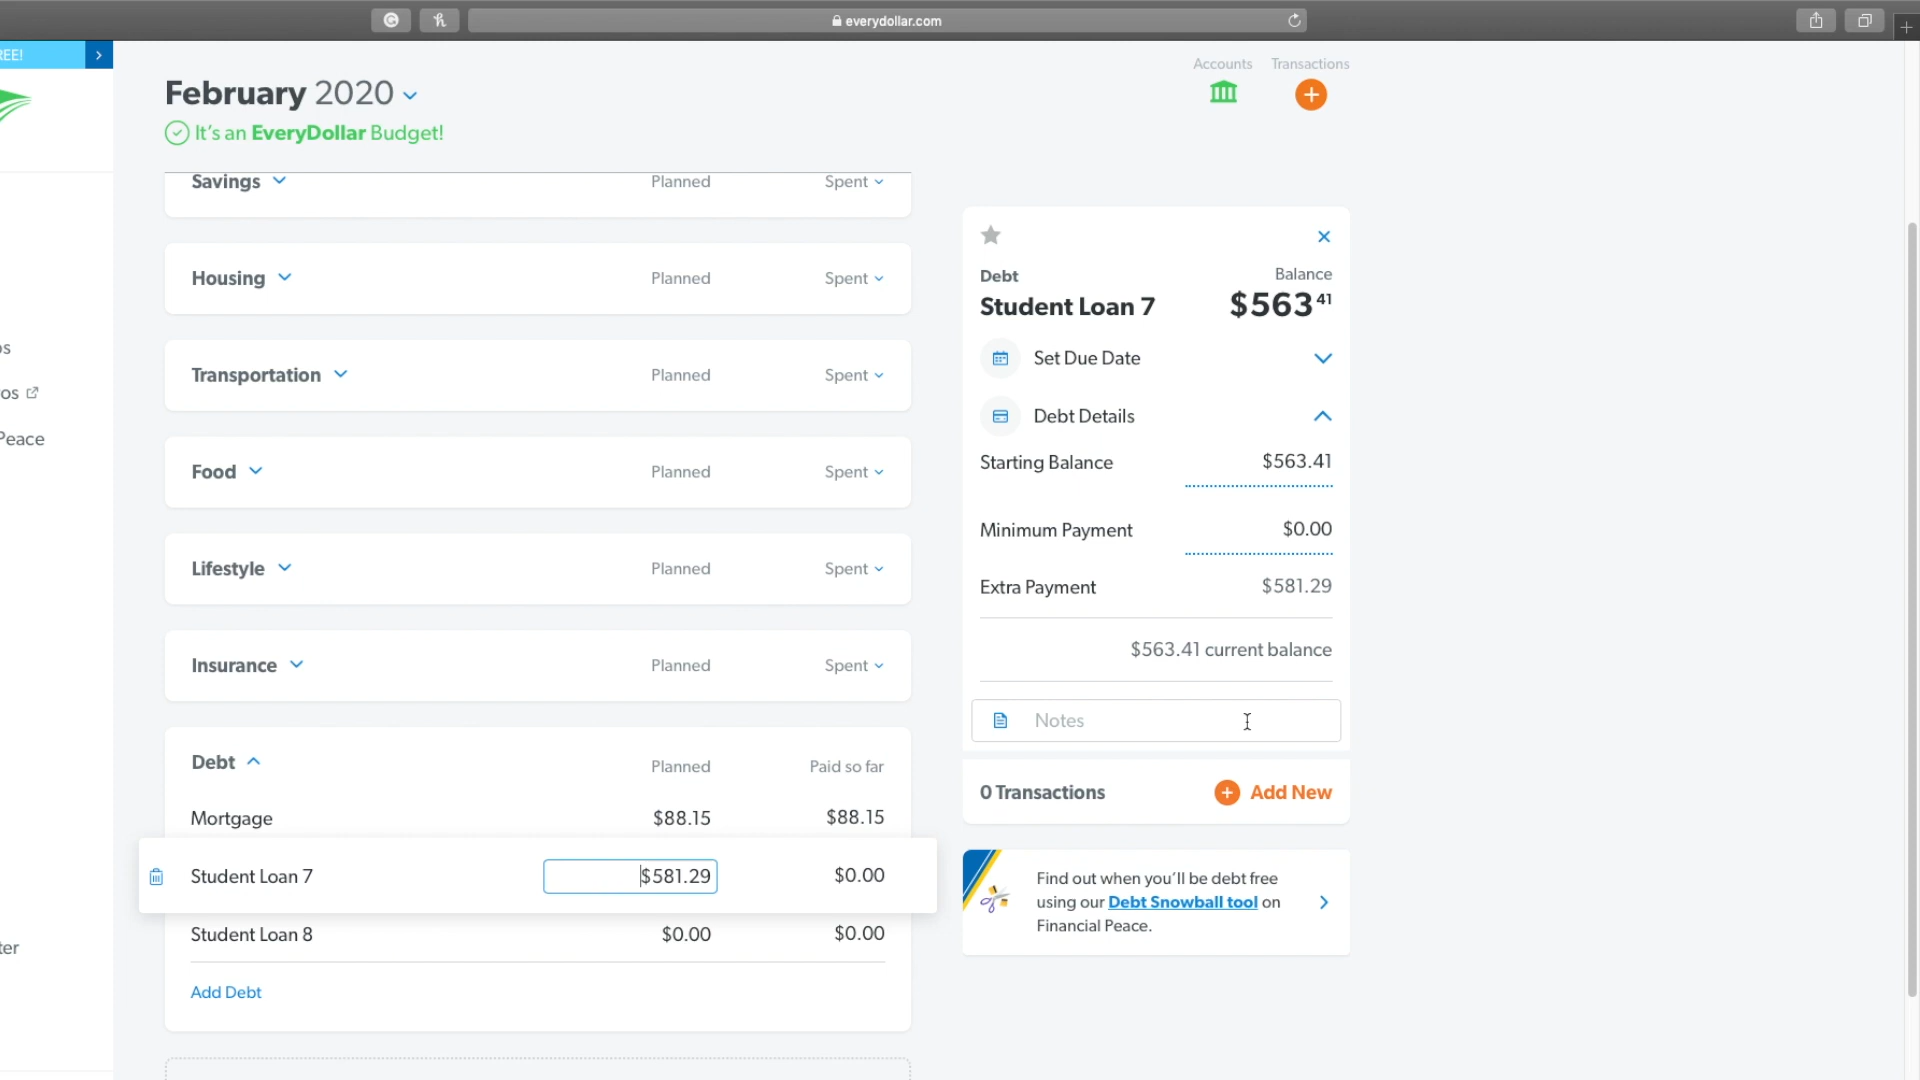 everydollar.com
REE!
February 2020
It's an EveryDollar Budget!
Accounts
Transactions
Savings Planned Spent
Housing Planned Spent
Transportation Planned Spent
Food Planned Spent
Lifestyle Planned Spent
Insurance Planned Spent
Debt Planned Paid so far
Mortgage $88.15 $88.15
Student Loan 7 $581.29 $0.00
Student Loan 8 $0.00 $0.00
Add Debt
Debt Balance
Student Loan 7 $563 41
Set Due Date
Debt Details
Starting Balance $563.41
Minimum Payment $0.00
Extra Payment $581.29
$563.41 current balance
Notes
0 Transactions Add New
Find out when you'll be debt free
using our Debt Snowball tool on
Financial Peace.
os
ros
Peace
ter